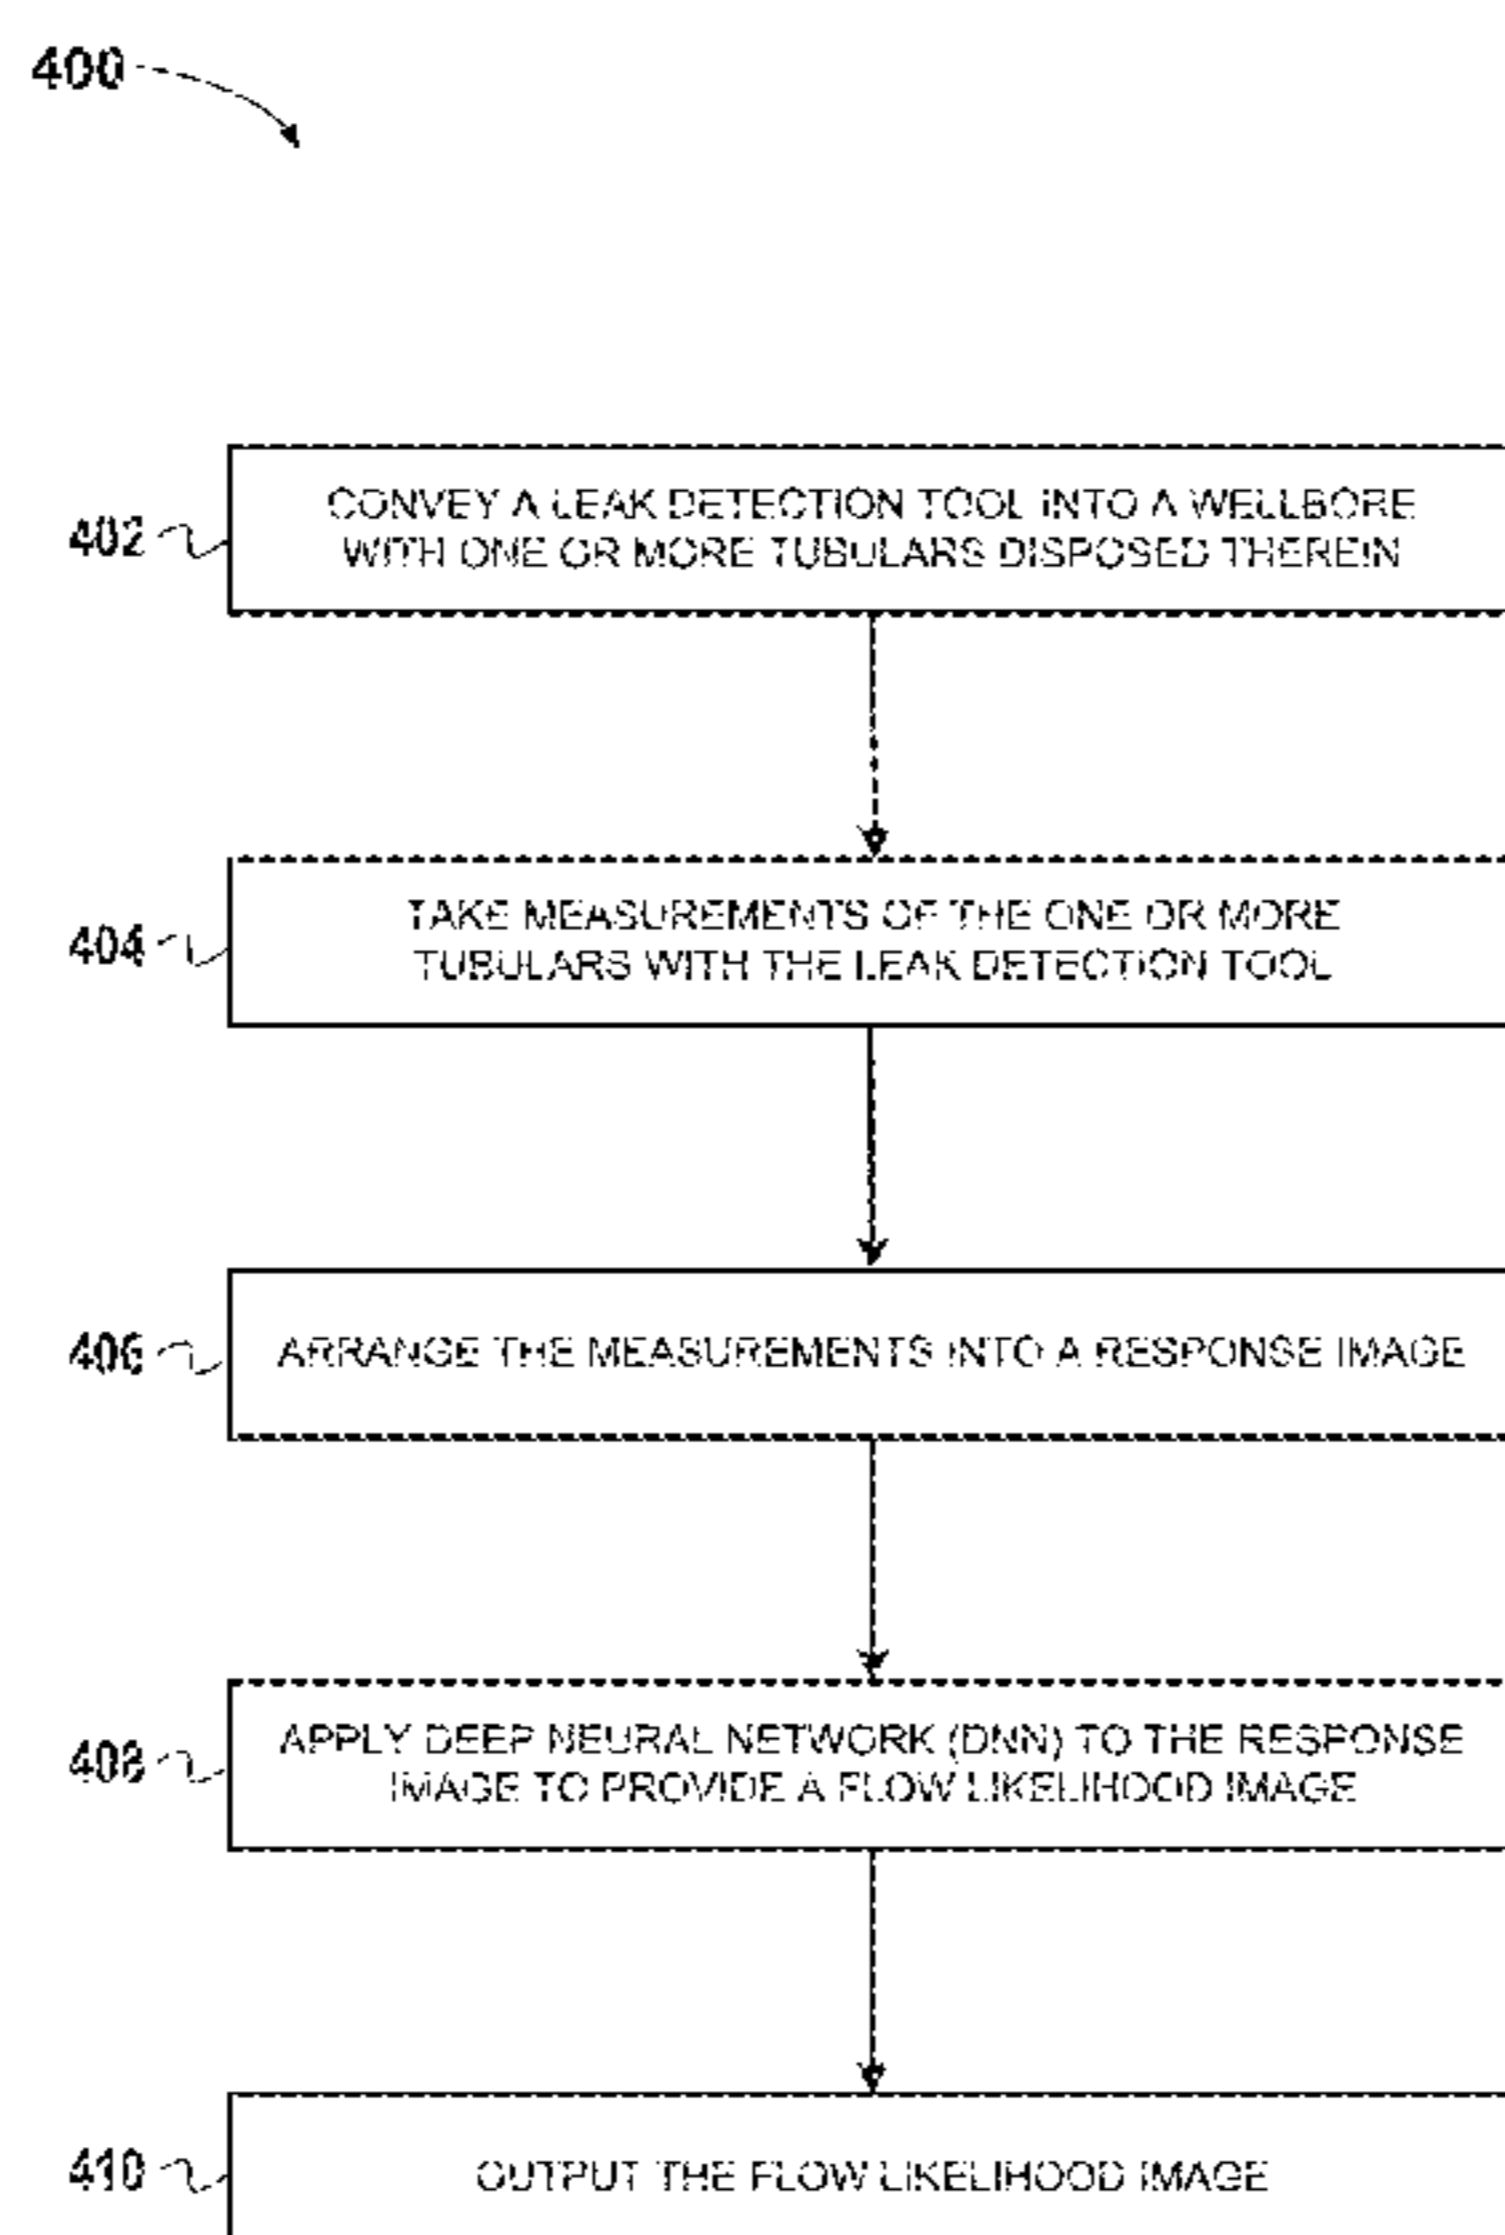 400
402
CONVEY A LEAK DETECTION TOOL INTO A WELLBORE
WITH ONE OR MORE TUBULARS DISPOSED THEREIN
404
TAKE MEASUREMENTS OF THE ONE OR MORE
TUBULARS WITH THE LEAK DETECTION TOOL
406
ARRANGE THE MEASUREMENTS INTO A RESPONSE IMAGE
408
APPLY DEEP NEURAL NETWORK (DNN) TO THE RESPONSE
IMAGE TO PROVIDE A FLOW LIKELIHOOD IMAGE
410
OUTPUT THE FLOW LIKELIHOOD IMAGE